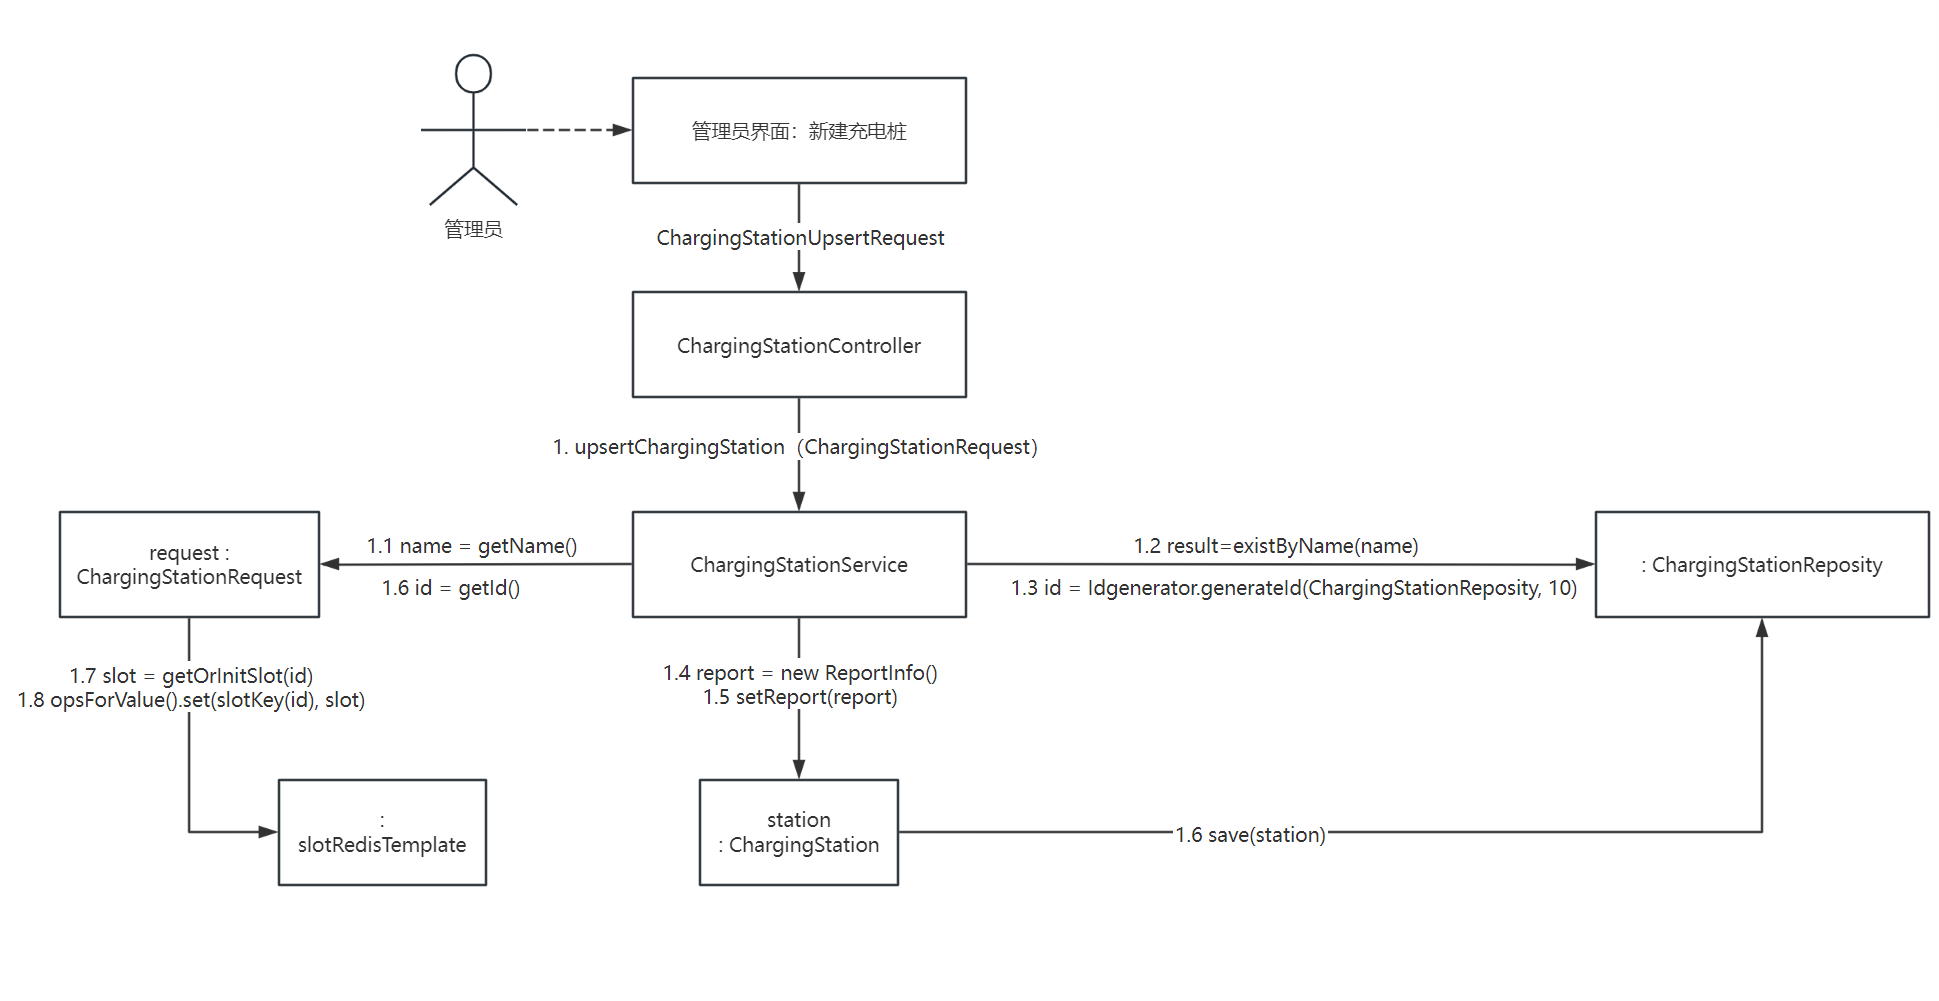 管理员界面：新建充电桩
管理员
ChargingStationUpsertRequest
ChargingStationController
1. upsertChargingStation（ChargingStationRequest）
request :
ChargingStationRequest
1.1 name = getName()
1.6 id = getId()
ChargingStationService
1.2 result=existByName(name)
1.3 id = Idgenerator.generateId(ChargingStationReposity, 10)
: ChargingStationReposity
1.7 slot = getOrInitSlot(id)
1.8 opsForValue().set(slotKey(id), slot)
1.4 report = new ReportInfo()
1.5 setReport(report)
:
slotRedisTemplate
station
: ChargingStation
1.6 save(station)